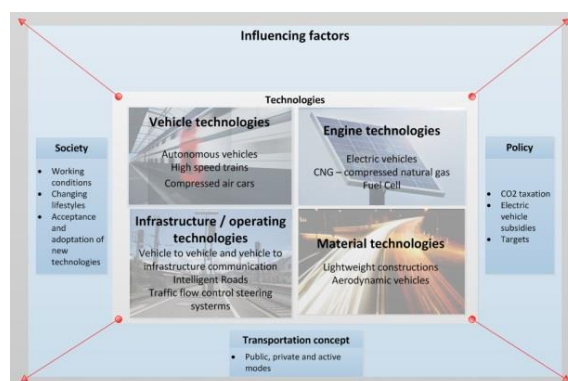 Influencing factors
Technologies
Vehicle technologies
Autonomous vehicles
High speed trains
Compressed air cars
Engine technologies
Electric vehicles
CNG – compressed natural gas
Fuel Cell
Infrastructure / operating
technologies
Vehicle to vehicle and vehicle to
infrastructure communication
Intelligent Roads
Traffic flow control steering
systerms
Material technologies
Lightweight constructions
Aerodynamic vehicles
Society
• Working
conditions
• Changing
lifestyles
• Acceptance
and
adoptation of
new
technologies
Policy
• CO2 taxation
• Electric
vehicle
subsidies
• Targets
Transportation concept
• Public, private and active
modes